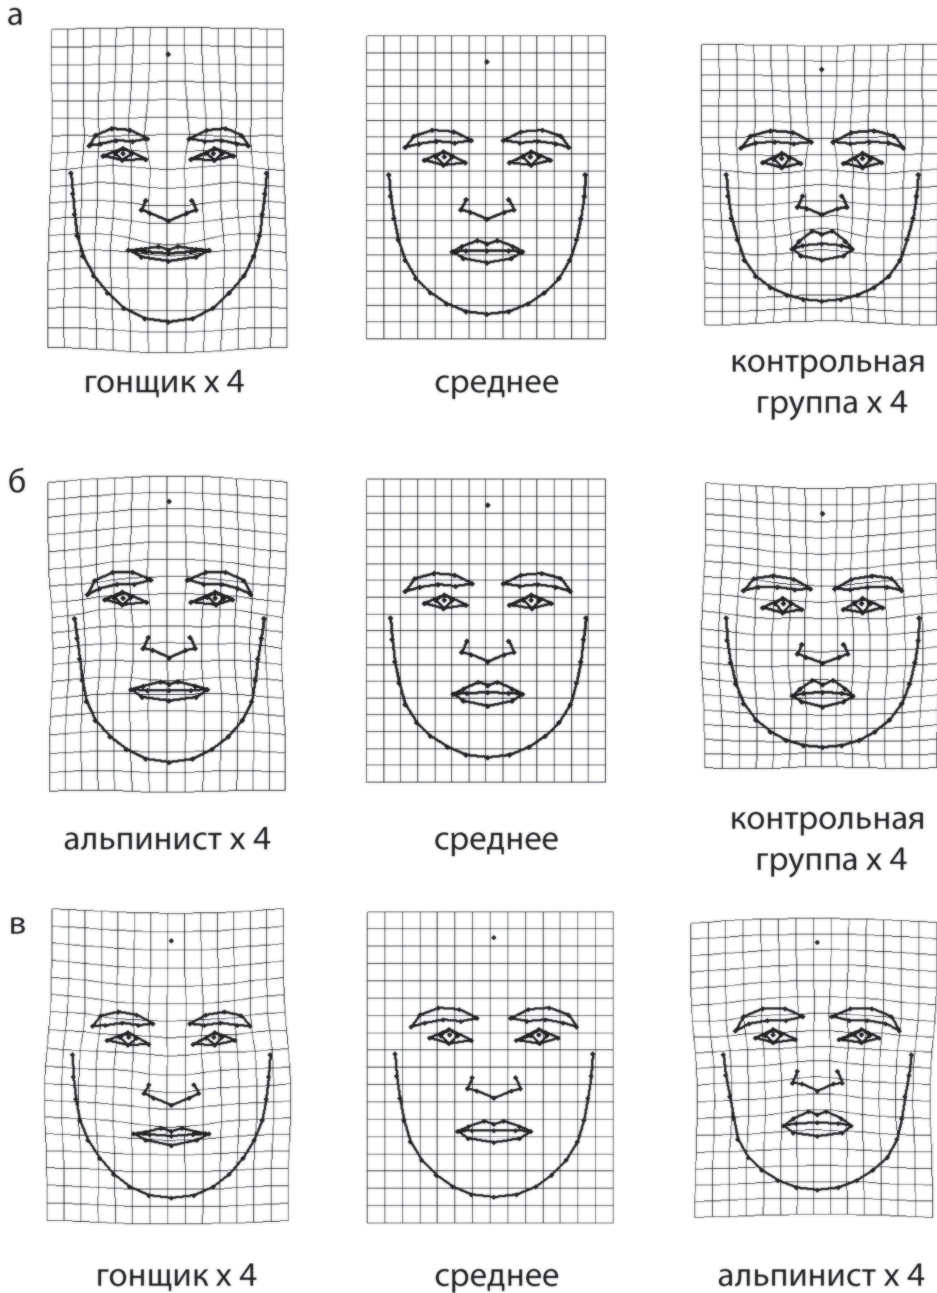 а
гонщик x 4
среднее
контрольная
группа x 4
б
альпинист x 4
среднее
контрольная
группа x 4
в
гонщик x 4
среднее
альпинист x 4